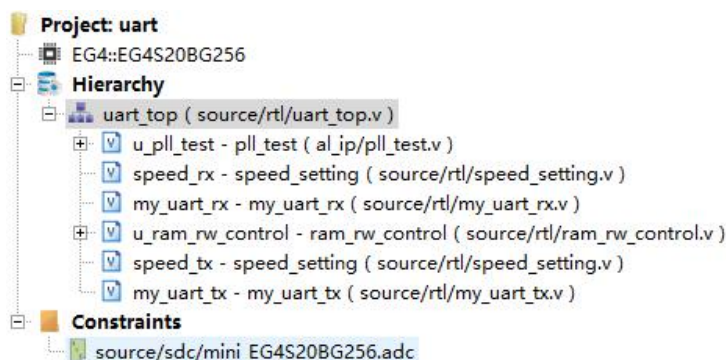 Project: uart
EG4::EG4S20BG256
Hierarchy
uart_top ( source/rtl/uart_top.v )
u_pll_test - pll_test ( al_ip/pll_test.v )
speed_rx - speed_setting ( source/rtl/speed_setting.v )
my_uart_rx - my_uart_rx ( source/rtl/my_uart_rx.v )
u_ram_rw_control - ram_rw_control ( source/rtl/ram_rw_control.v )
speed_tx - speed_setting ( source/rtl/speed_setting.v )
my_uart_tx - my_uart_tx ( source/rtl/my_uart_tx.v )
Constraints
source/sdc/mini_EG4S20BG256.adc